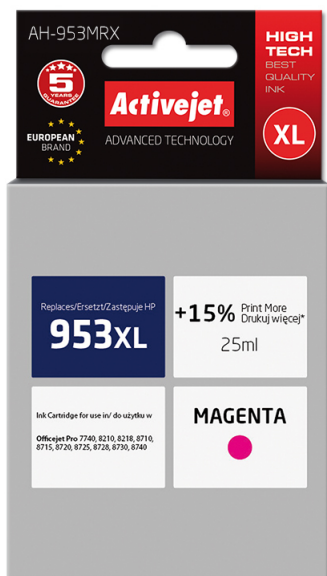 AH-953MRX
HIGH
TECH
BEST
QUALITY
INK
5
YEARS
GUARANTEE
Activejet®
EUROPEAN
BRAND
ADVANCED TECHNOLOGY
XL
Replaces/Ersetzt/Zastępuje HP
953XL
+15% Print More
Drukuj więcej*
25ml
Ink Cartridge for use in/ do użytku w
Officejet Pro 7740, 8210, 8218, 8710,
8715, 8720, 8725, 8728, 8730, 8740
MAGENTA